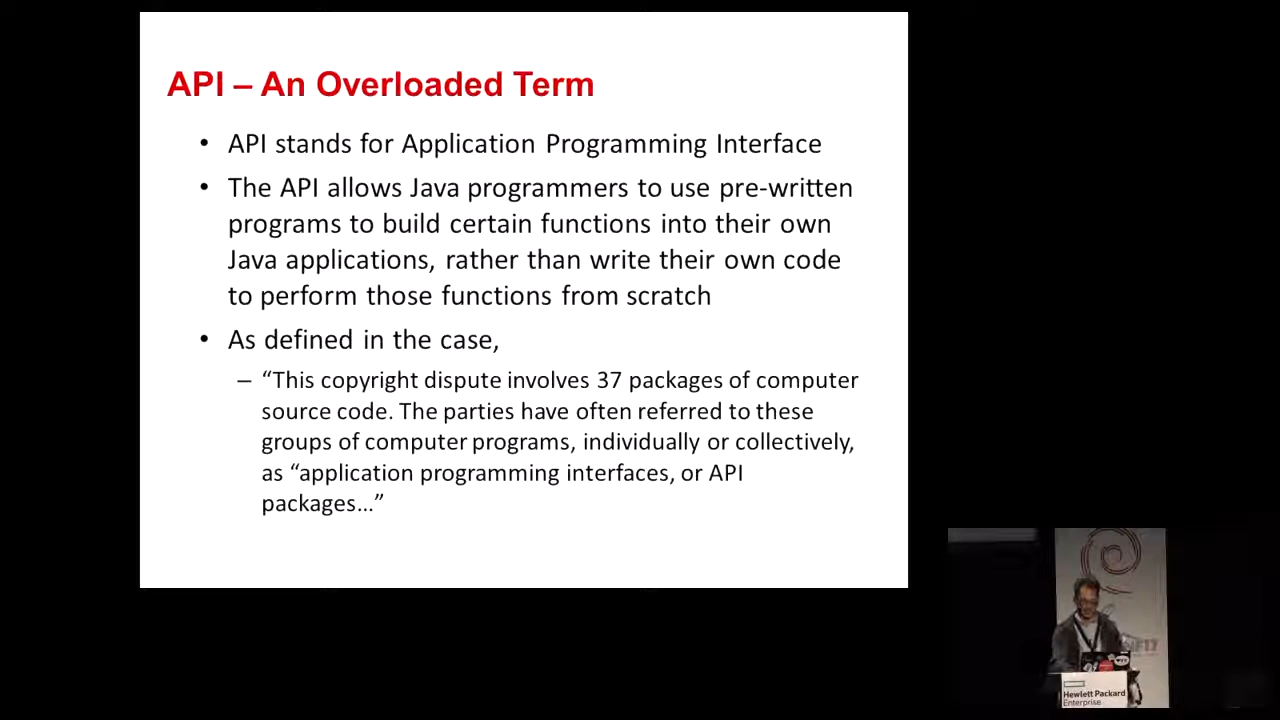 API – An Overloaded Term
• API stands for Application Programming Interface
• The API allows Java programmers to use pre-written
programs to build certain functions into their own
Java applications, rather than write their own code
to perform those functions from scratch
• As defined in the case,
– “This copyright dispute involves 37 packages of computer
source code. The parties have often referred to these
groups of computer programs, individually or collectively,
as “application programming interfaces, or API
packages…”
Hewlett Packard
Enterprise